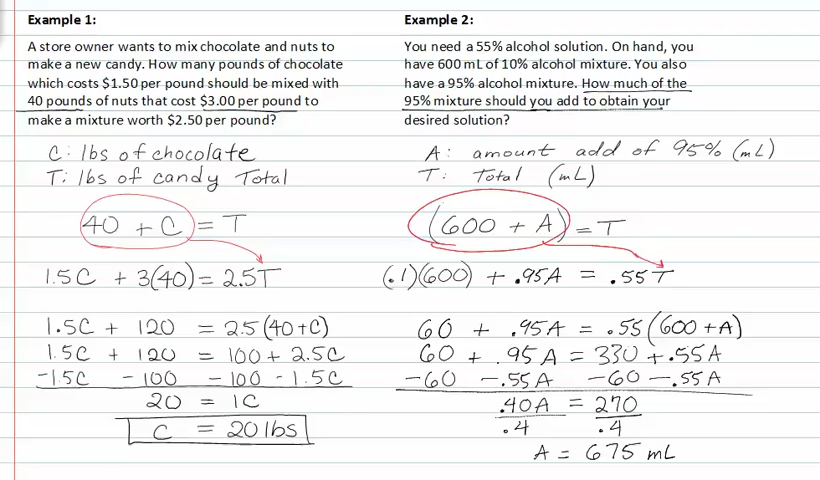 Example 1:
A store owner wants to mix chocolate and nuts to
make a new candy. How many pounds of chocolate
which costs $1.50 per pound should be mixed with
40 pounds of nuts that cost $3.00 per pound to
make a mixture worth $2.50 per pound?
C: lbs of chocolate
T: lbs of candy Total
40 + C = T
1.5C + 3(40) = 2.5T
1.5C + 120 = 2.5(40+C)
1.5C + 120 = 100 + 2.5C
-1.5C - 100 - 100 - 1.5C
20 = 1C
C = 20 lbs
Example 2:
You need a 55% alcohol solution. On hand, you
have 600 mL of 10% alcohol mixture. You also
have a 95% alcohol mixture. How much of the
95% mixture should you add to obtain your
desired solution?
A: amount add of 95% (mL)
T: Total (mL)
(600 + A) = T
(.1)(600) + .95A = .55T
60 + .95A = .55(600 + A)
60 + .95A = 330 + .55A
-60 -.55A -60 -.55A
.40A = 270
.4 .4
A = 675 mL